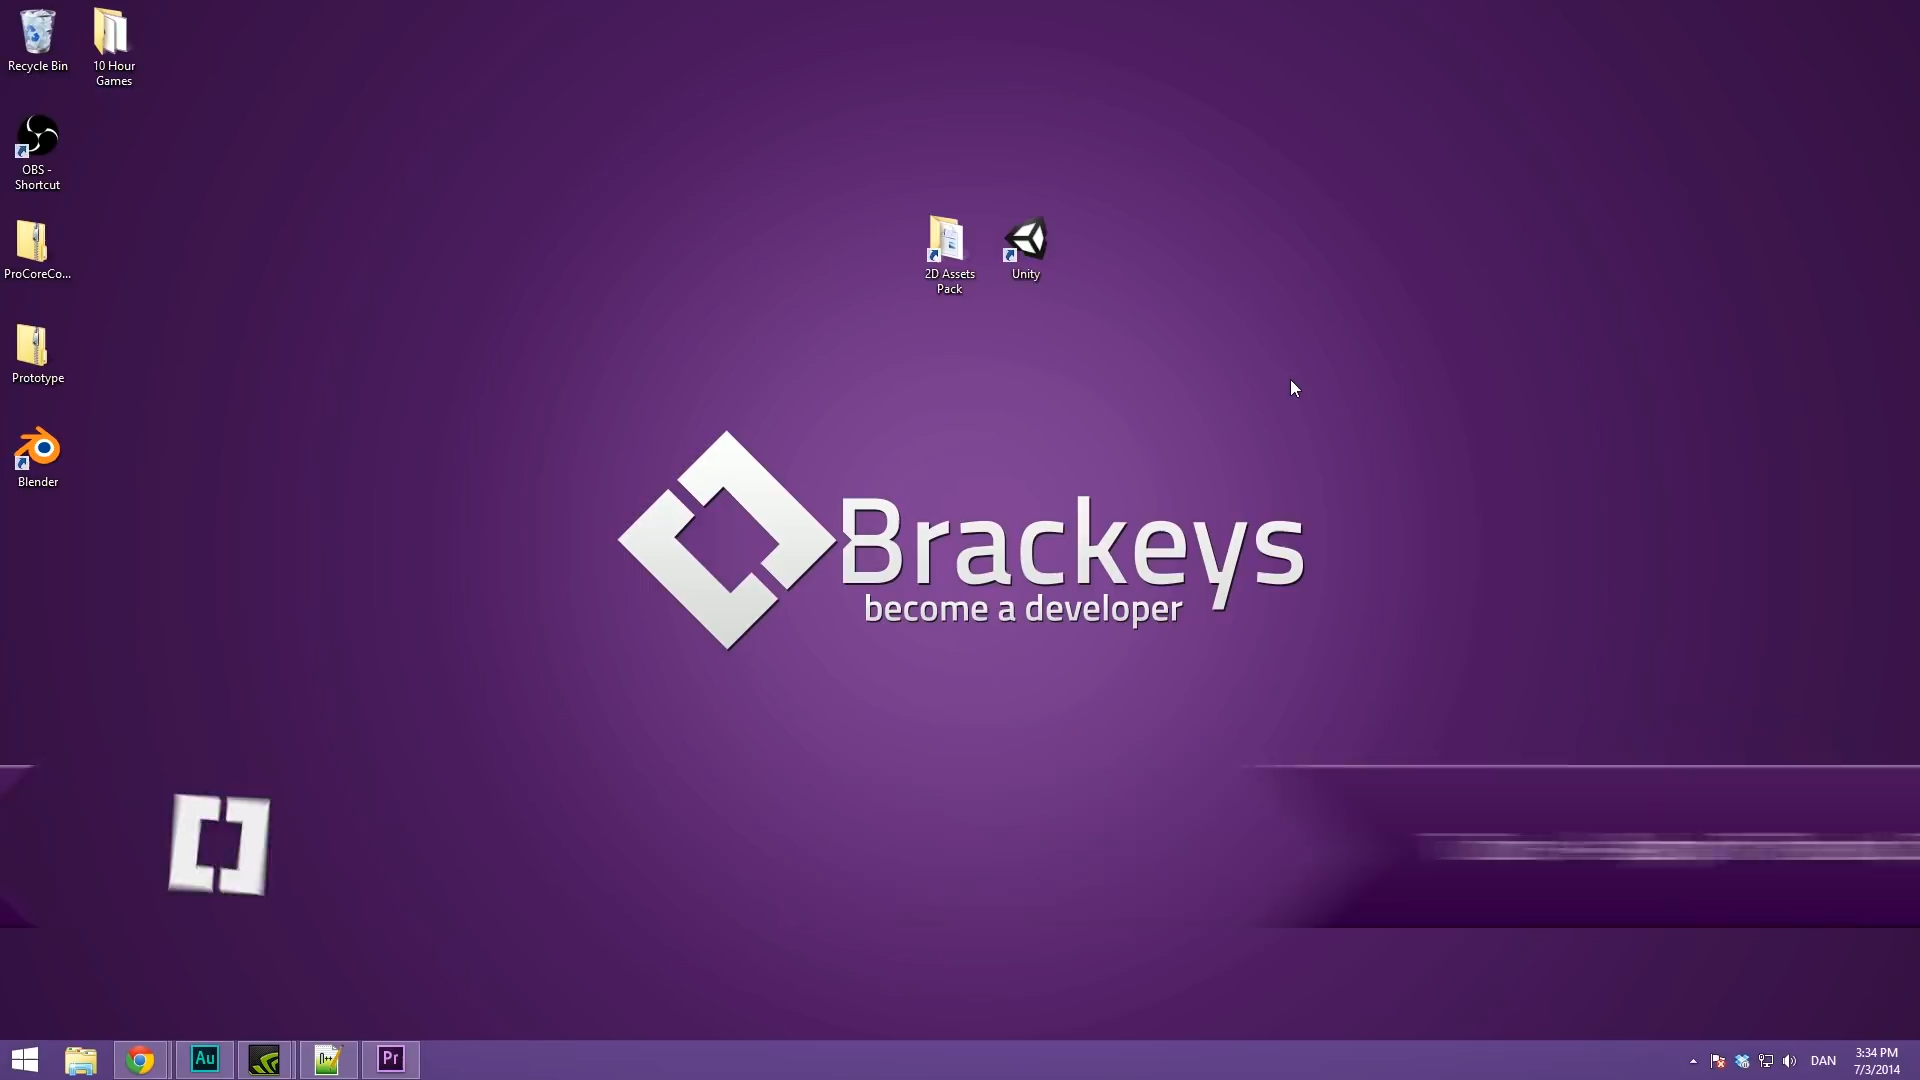 Recycle Bin
10 Hour
Games
OBS -
Shortcut
ProCoreCo...
Prototype
Blender
2D Assets
Pack
Unity
Brackeys
become a developer
Au
Pr
DAN
3:34 PM
7/3/2014